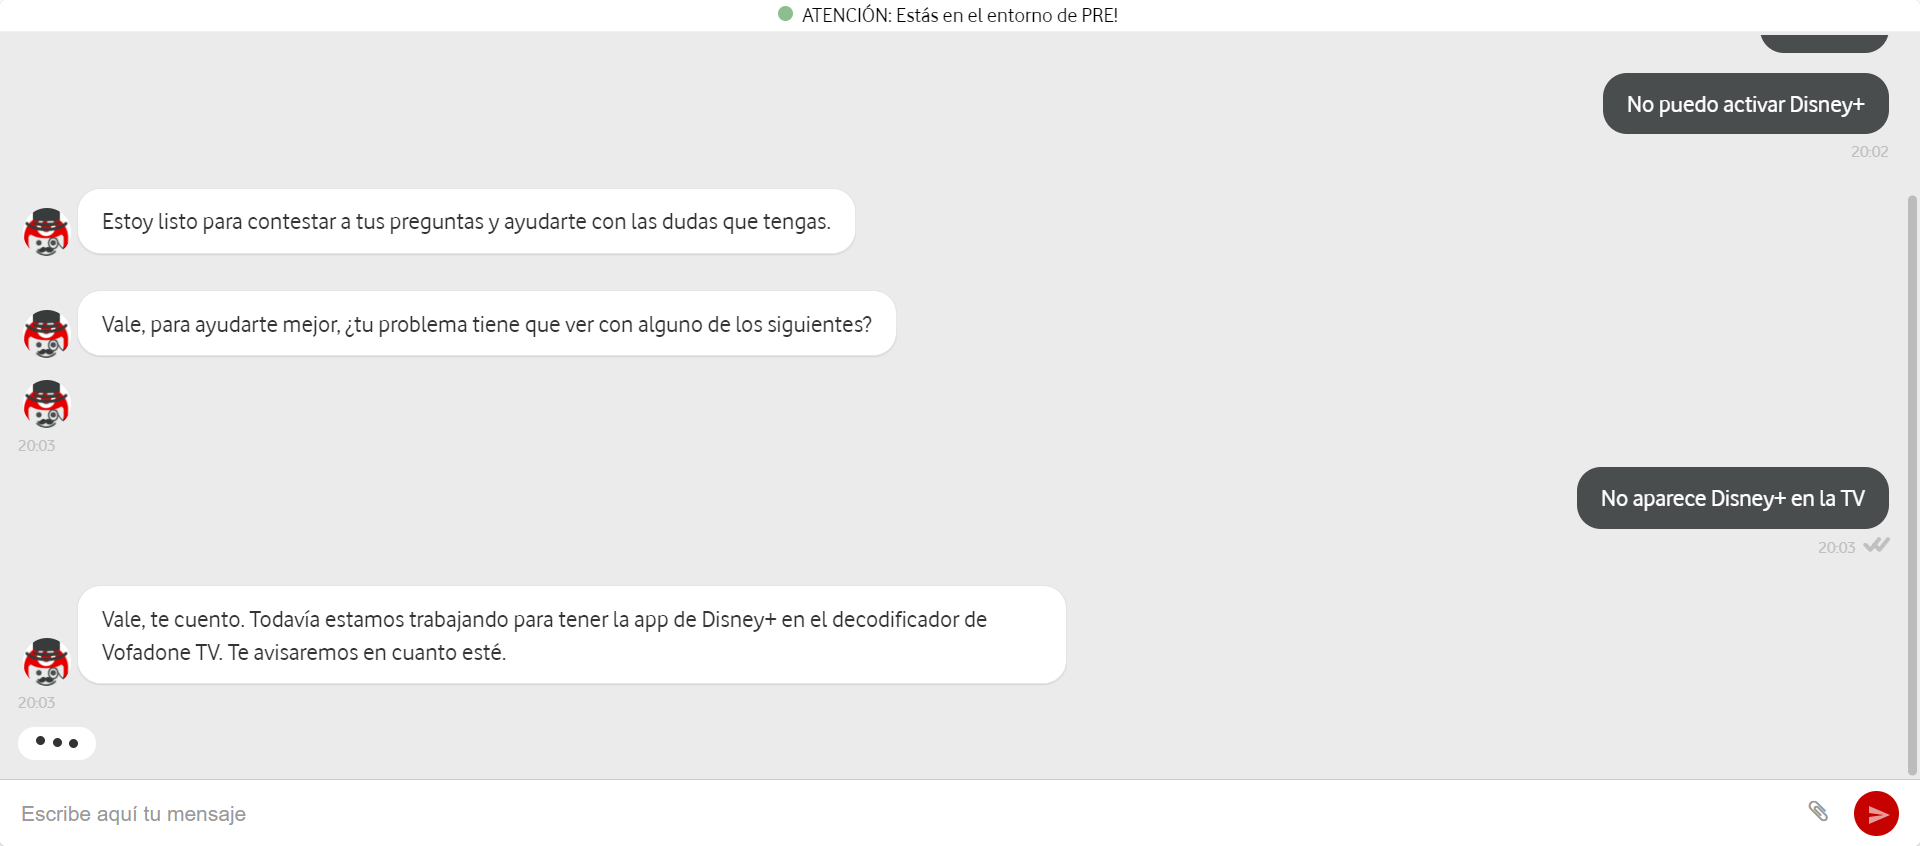 ATENCIÓN: Estás en el entorno de PRE!
No puedo activar Disney+
20:02
Estoy listo para contestar a tus preguntas y ayudarte con las dudas que tengas.
Vale, para ayudarte mejor, ¿tu problema tiene que ver con alguno de los siguientes?
20:03
No aparece Disney+ en la TV
20:03
Vale, te cuento. Todavía estamos trabajando para tener la app de Disney+ en el decodificador de
Vofadone TV. Te avisaremos en cuanto esté.
20:03
Escribe aquí tu mensaje